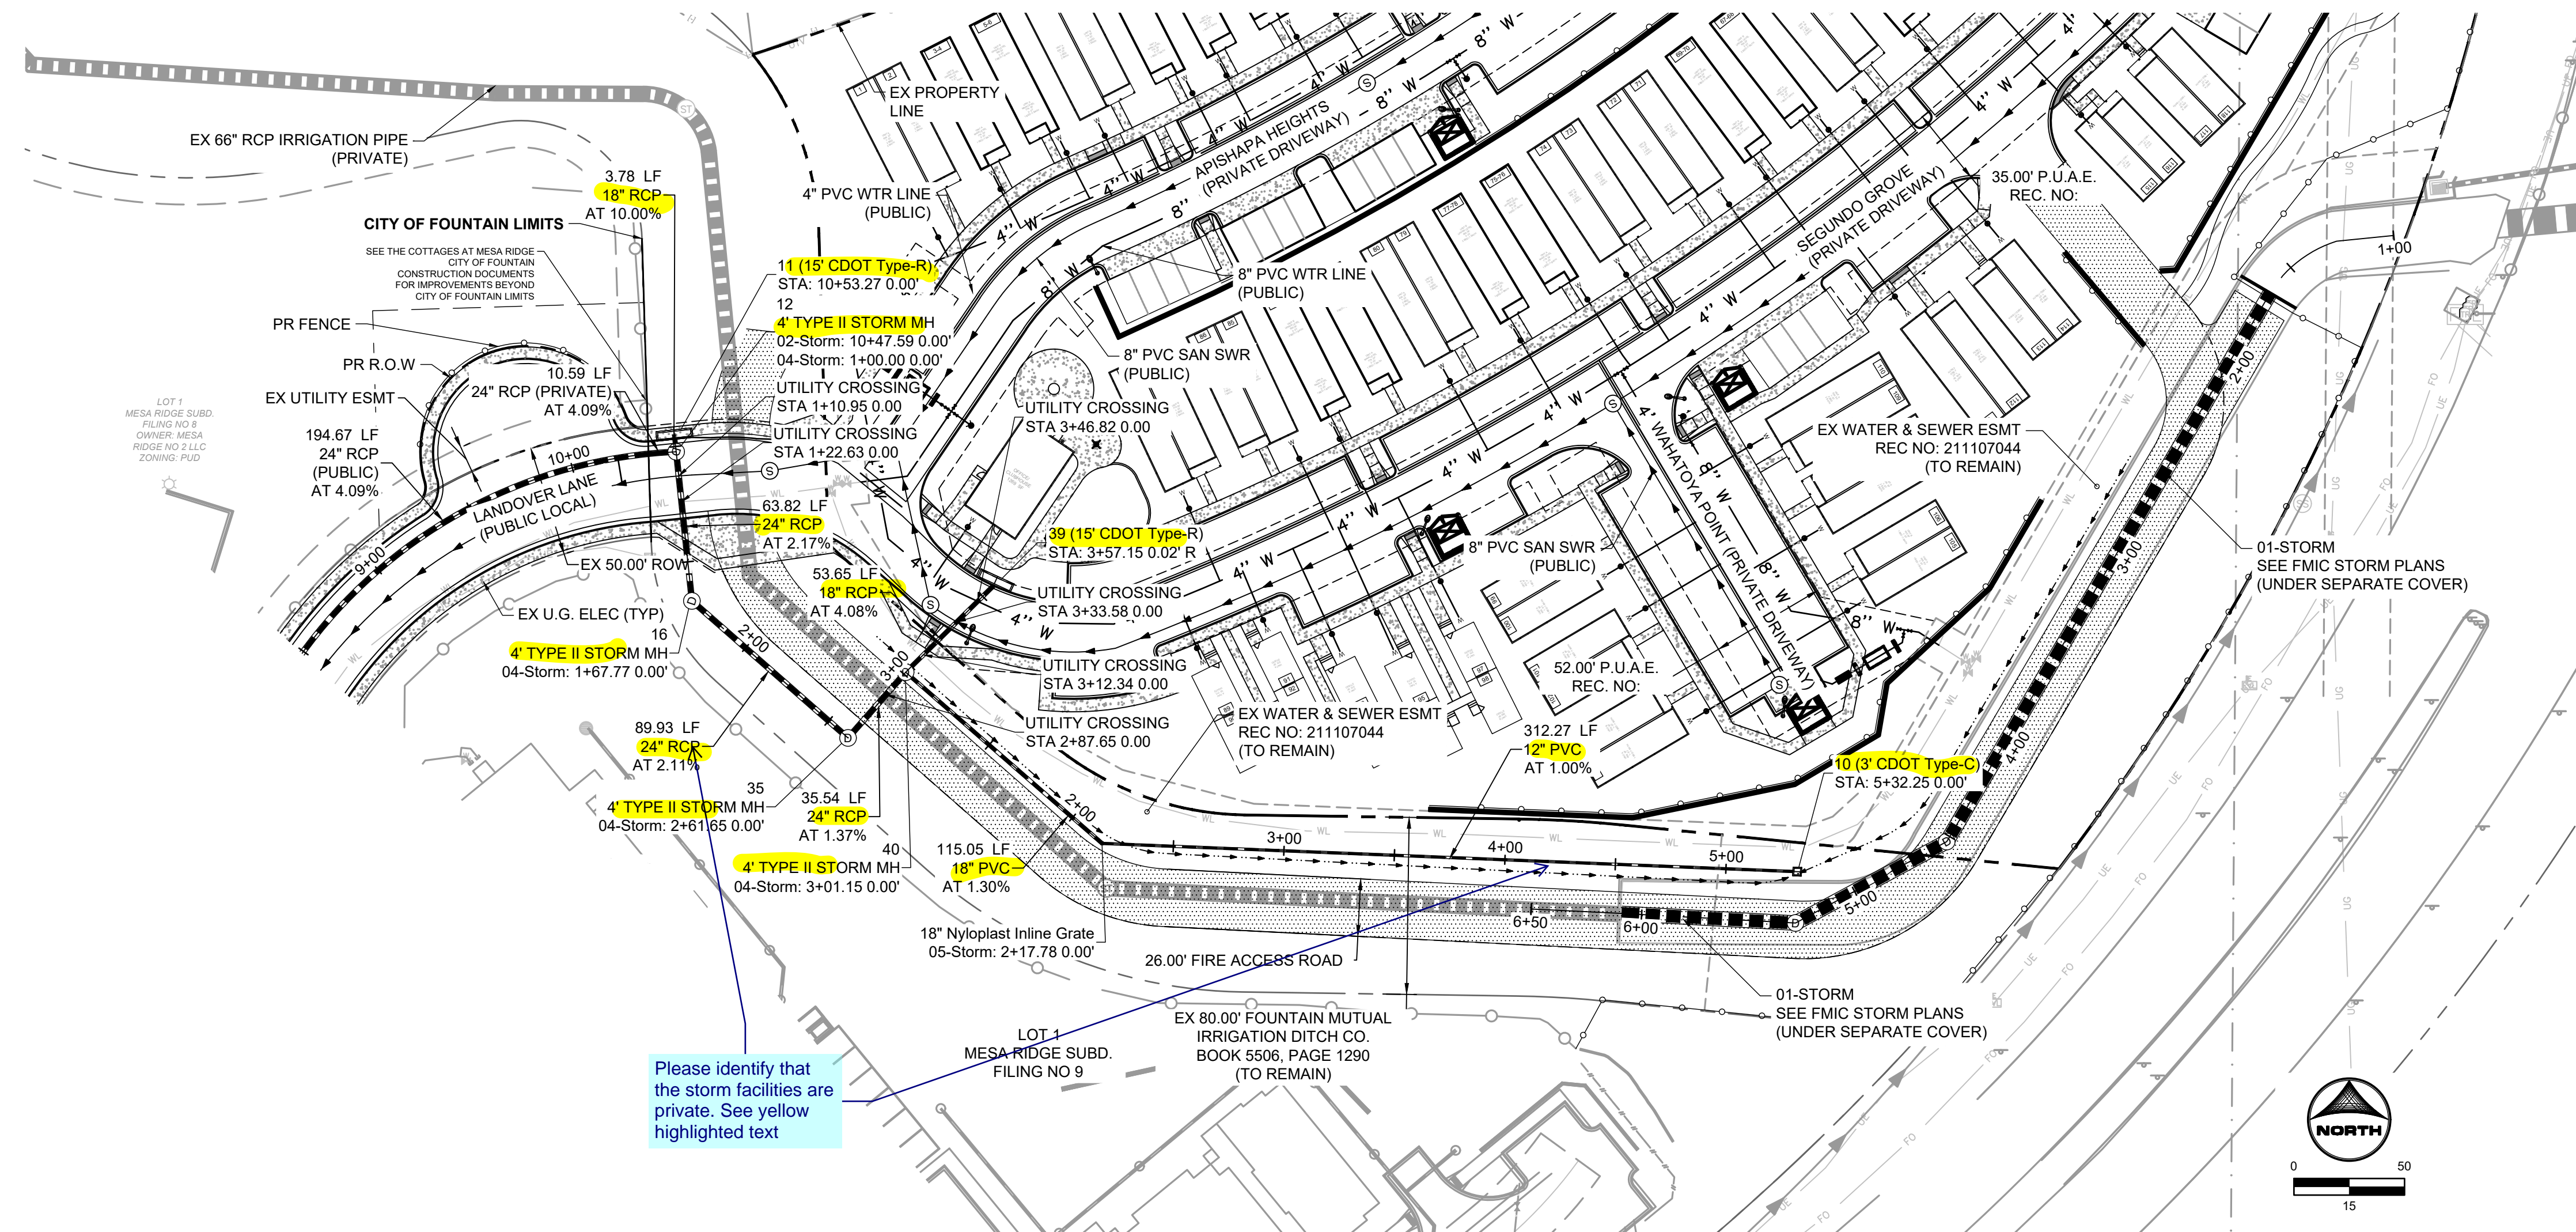 EX PROPERTY
LINE
EX 66" RCP IRRIGATION PIPE
(PRIVATE)
3.78 LF
18" RCP
AT 10.00%
CITY OF FOUNTAIN LIMITS
SEE THE COTTAGES AT MESA RIDGE
CITY OF FOUNTAIN
CONSTRUCTION DOCUMENTS
FOR IMPROVEMENTS BEYOND
CITY OF FOUNTAIN LIMITS
4" PVC WTR LINE
(PUBLIC)
APISHAPA HEIGHTS
(PRIVATE DRIVEWAY)
SEGUNDO GROVE
(PRIVATE DRIVEWAY)
35.00' P.U.A.E.
REC. NO:
1+00
11 (15' CDOT Type-R)
STA: 10+53.27 0.00'
12
4' TYPE II STORM MH
02-Storm: 10+47.59 0.00'
04-Storm: 1+00.00 0.00'
8" PVC WTR LINE
(PUBLIC)
8" PVC SAN SWR
(PUBLIC)
PR FENCE
PR R.O.W
EX UTILITY ESMT
10.59 LF
24" RCP (PRIVATE)
AT 4.09%
UTILITY CROSSING
STA 1+10.95 0.00
UTILITY CROSSING
STA 1+22.63 0.00
UTILITY CROSSING
STA 3+46.82 0.00
2+00
LOT 1
MESA RIDGE SUBD.
FILING NO 8
OWNER: MESA
RIDGE NO 2 LLC
ZONING: PUD
194.67 LF
24" RCP
(PUBLIC)
AT 4.09%
10+00
LANDOVER LANE
(PUBLIC LOCAL)
9+00
63.82 LF
24" RCP
AT 2.17%
39 (15' CDOT Type-R)
STA: 3+57.15 0.02' R
WAHATOYA POINT (PRIVATE DRIVEWAY)
EX WATER & SEWER ESMT
REC NO: 211107044
(TO REMAIN)
8" PVC SAN SWR
(PUBLIC)
3+00
01-STORM
SEE FMIC STORM PLANS
(UNDER SEPARATE COVER)
EX 50.00' ROW
53.65 LF
18" RCP
AT 4.08%
UTILITY CROSSING
STA 3+33.58 0.00
EX U.G. ELEC (TYP)
16
4' TYPE II STORM MH
04-Storm: 1+67.77 0.00'
2+00
3+00
UTILITY CROSSING
STA 3+12.34 0.00
52.00' P.U.A.E.
REC. NO:
UTILITY CROSSING
STA 2+87.65 0.00
EX WATER & SEWER ESMT
REC NO: 211107044
(TO REMAIN)
312.27 LF
12" PVC
AT 1.00%
4+00
10 (3' CDOT Type-C)
STA: 5+32.25 0.00'
89.93 LF
24" RCP
AT 2.11%
35
4' TYPE II STORM MH
04-Storm: 2+61.65 0.00'
35.54 LF
24" RCP
AT 1.37%
40
4' TYPE II STORM MH
04-Storm: 3+01.15 0.00'
115.05 LF
18" PVC
AT 1.30%
2+00
3+00
4+00
5+00
18" Nyloplast Inline Grate
05-Storm: 2+17.78 0.00'
26.00' FIRE ACCESS ROAD
6+50
6+00
5+00
01-STORM
SEE FMIC STORM PLANS
(UNDER SEPARATE COVER)
EX 80.00' FOUNTAIN MUTUAL
IRRIGATION DITCH CO.
BOOK 5506, PAGE 1290
(TO REMAIN)
LOT 1
MESA RIDGE SUBD.
FILING NO 9
Please identify that
the storm facilities are
private. See yellow
highlighted text
NORTH
0 50
15